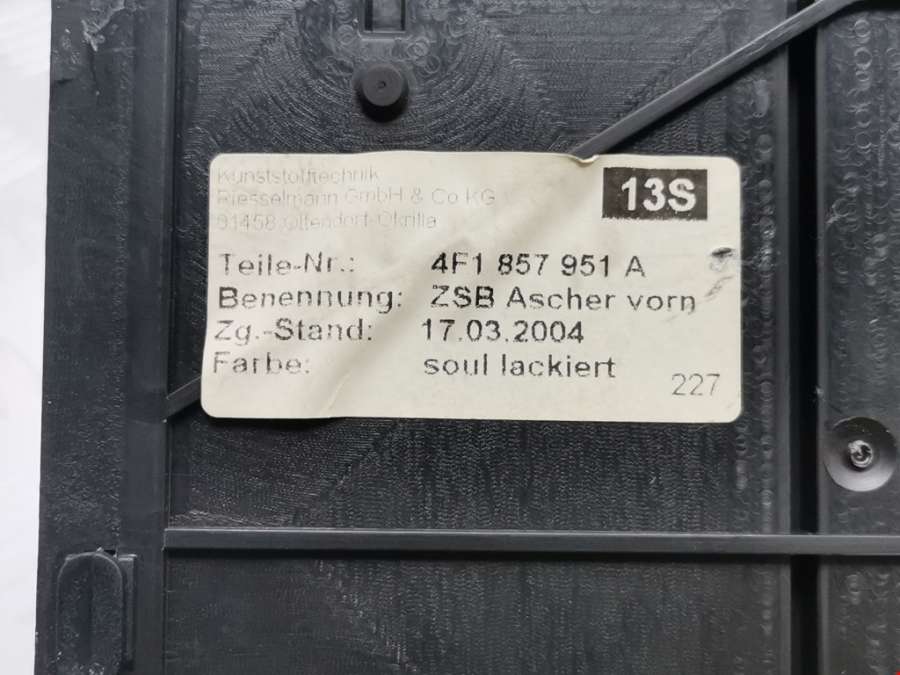 Kunststofftechnik
Riesselmann GmbH & Co KG
01458 Ottendorf-Okrilla
13S
Teile-Nr.: 4F1 857 951 A
Benennung: ZSB Ascher vorn
Zg.-Stand: 17.03.2004
Farbe: soul lackiert
227